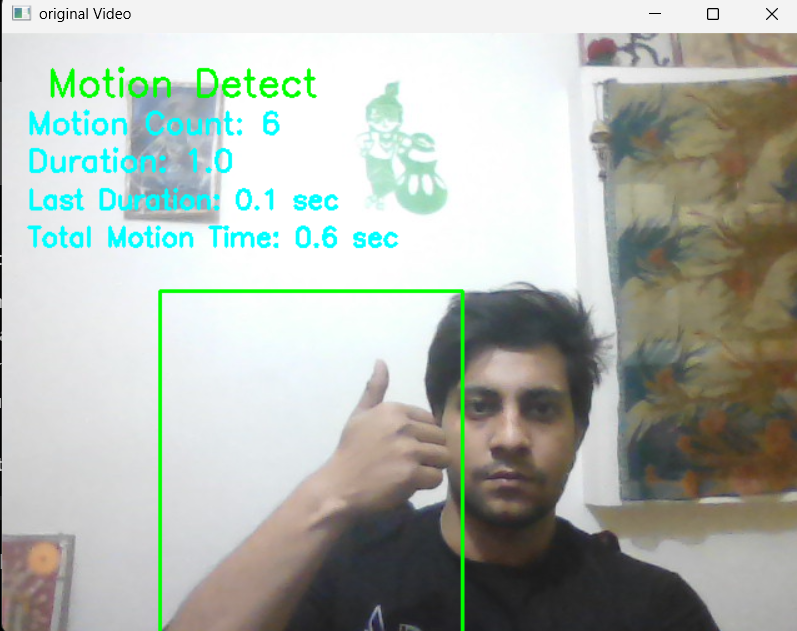 original Video
Motion Detect
Motion Count: 6
Duration: 1.0
Last Duration: 0.1 sec
Total Motion Time: 0.6 sec